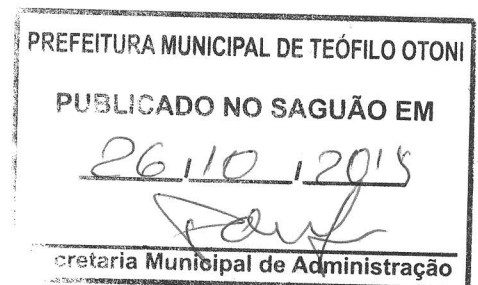 PREFEITURA MUNICIPAL DE TEÓFILO OTONI
PUBLICADO NO SAGUÃO EM
26 / 10 / 2015
cretaria Municipal de Administração